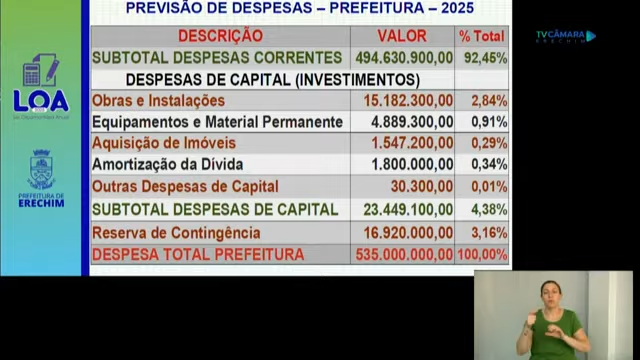 PREVISÃO DE DESPESAS – PREFEITURA – 2025
DESCRIÇÃO VALOR % Total
SUBTOTAL DESPESAS CORRENTES 494.630.900,00 92,45%
DESPESAS DE CAPITAL (INVESTIMENTOS)
Obras e Instalações 15.182.300,00 2,84%
Equipamentos e Material Permanente 4.889.300,00 0,91%
Aquisição de Imóveis 1.547.200,00 0,29%
Amortização da Dívida 1.800.000,00 0,34%
Outras Despesas de Capital 30.300,00 0,01%
SUBTOTAL DESPESAS DE CAPITAL 23.449.100,00 4,38%
Reserva de Contingência 16.920.000,00 3,16%
DESPESA TOTAL PREFEITURA 535.000.000,00 100,00%
LOA
PREFEITURA DE
ERECHIM
TVCÂMARA
ERECHIM